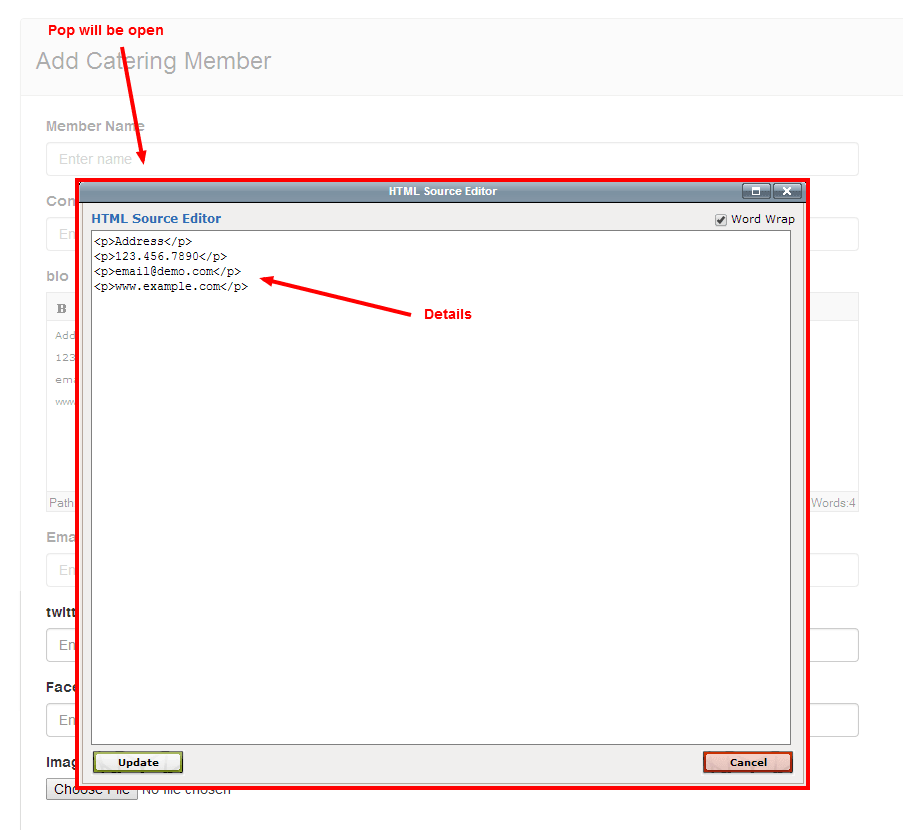 Pop will be open
Add Catering Member
Member Name
Enter name
Con
HTML Source Editor
HTML Source Editor
Word Wrap
<p>Address</p>
<p>123.456.7890</p>
<p>email@demo.com</p>
<p>www.example.com</p>
Details
En
bio
B
Add
123
ema
www
Path
Words:4
Ema
En
twitt
En
Face
En
Update
Cancel
Imag
Choose File No file chosen